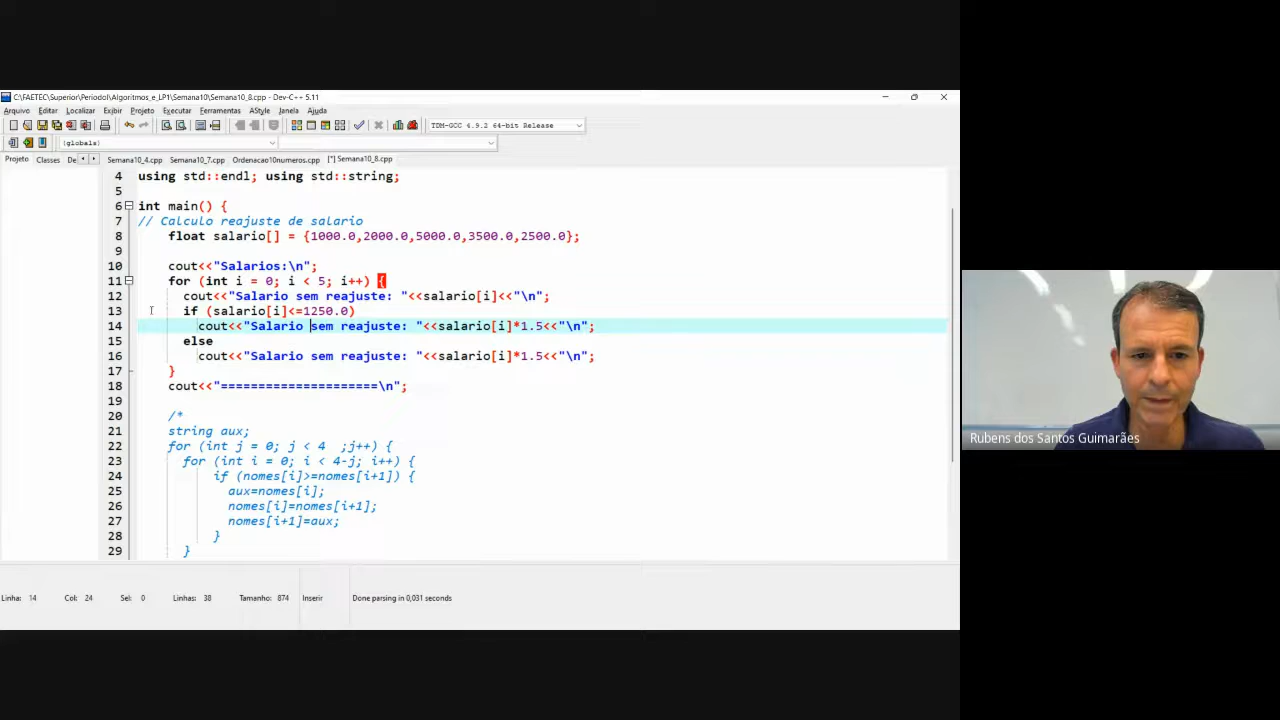 C:\FAETEC\Superior\PeriodoI\Algoritmos_e_LP1\Semana10\Semana10_8.cpp - Dev-C++ 5.11
Arquivo Editar Localizar Exibir Projeto Executar Ferramentas AStyle Janela Ajuda
TDM-GCC 4.9.2 64-bit Release
(globals)
Projeto Classes De Semana10_4.cpp Semana10_7.cpp Ordenacao10numeros.cpp [*] Semana10_8.cpp
4 using std::endl; using std::string;
5
6 int main() {
7 // Calculo reajuste de salario
8 float salario[] = {1000.0,2000.0,5000.0,3500.0,2500.0};
9
10 cout<<"Salarios:\n";
11 for (int i = 0; i < 5; i++) {
12 cout<<"Salario sem reajuste: "<<salario[i]<<"\n";
13 if (salario[i]<=1250.0)
14 cout<<"Salario sem reajuste: "<<salario[i]*1.5<<"\n";
15 else
16 cout<<"Salario sem reajuste: "<<salario[i]*1.5<<"\n";
17 }
18 cout<<"=====================\n";
19
20 /*
21 string aux;
22 for (int j = 0; j < 4 ;j++) {
23 for (int i = 0; i < 4-j; i++) {
24 if (nomes[i]>=nomes[i+1]) {
25 aux=nomes[i];
26 nomes[i]=nomes[i+1];
27 nomes[i+1]=aux;
28 }
29 }
Linha: 14 Col: 24 Sel: 0 Linhas: 38 Tamanho: 874 Inserir Done parsing in 0,031 seconds
Rubens dos Santos Guimarães